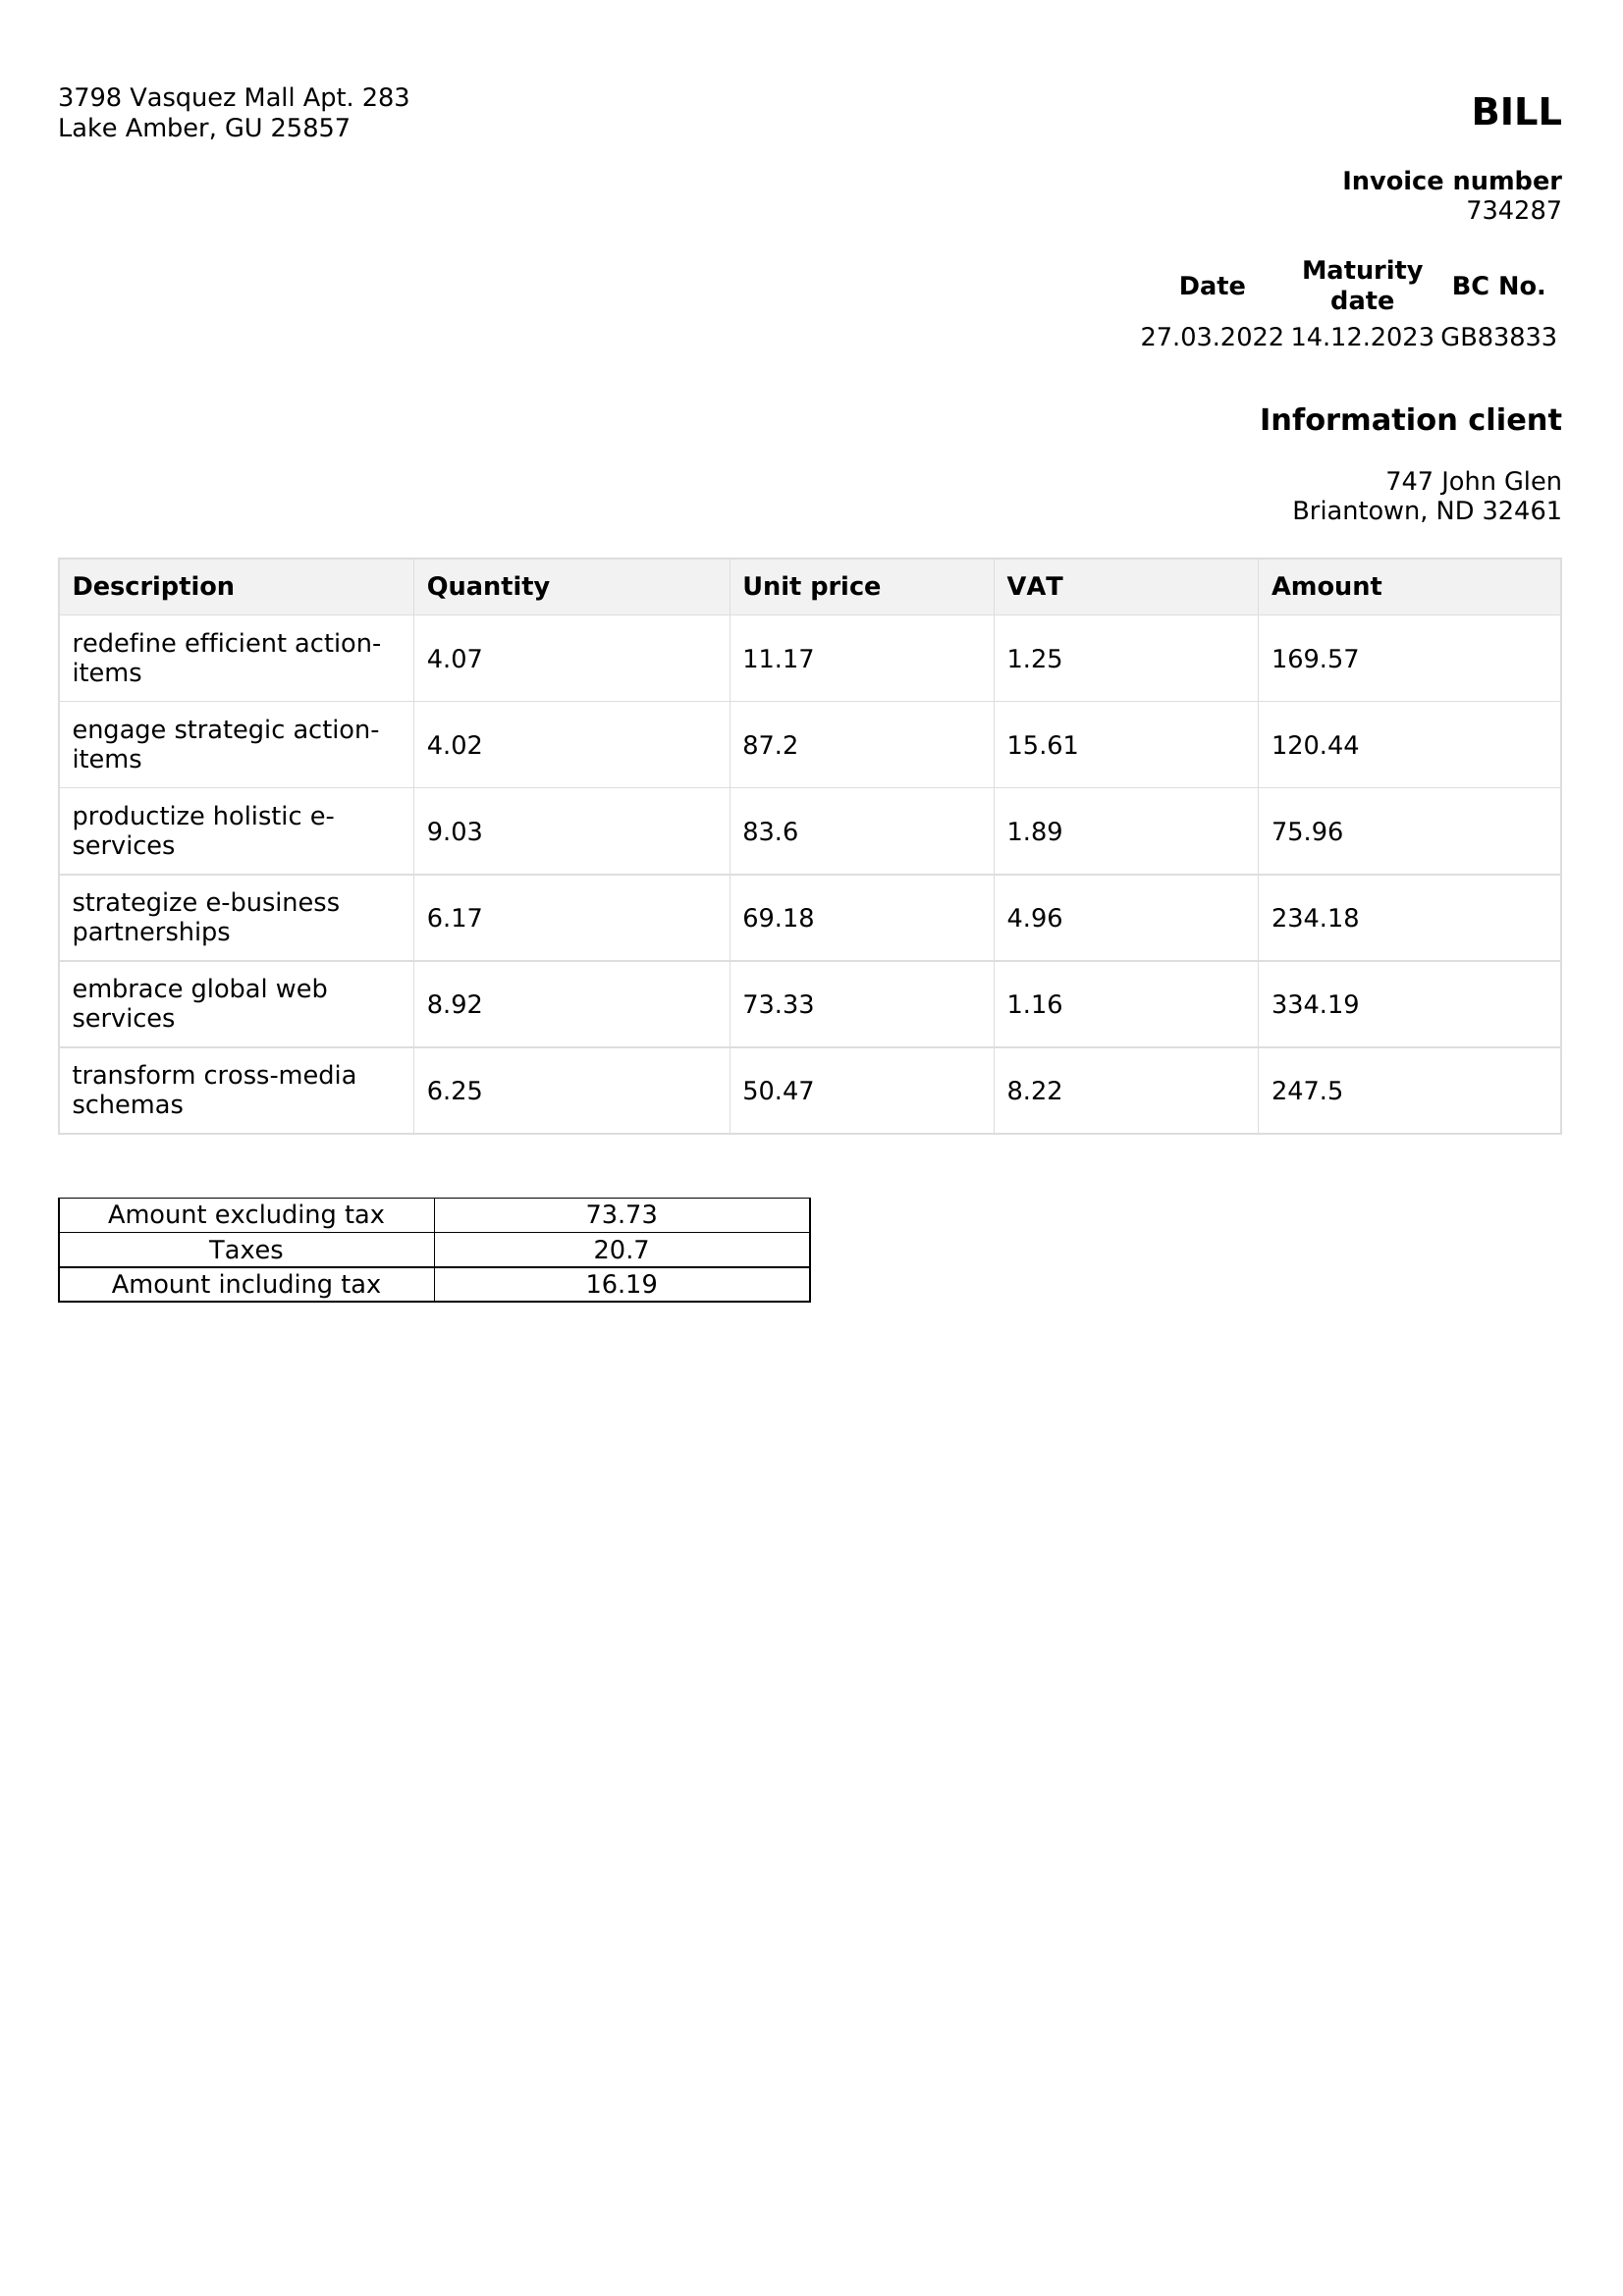 3798 Vasquez Mall Apt. 283
Lake Amber, GU 25857
BILL
Invoice number
734287
Date Maturity date BC No.
27.03.2022 14.12.2023 GB83833
Information client
747 John Glen
Briantown, ND 32461
Description Quantity Unit price VAT Amount
redefine efficient action-
items 4.07 11.17 1.25 169.57
engage strategic action-
items 4.02 87.2 15.61 120.44
productize holistic e-
services 9.03 83.6 1.89 75.96
strategize e-business
partnerships 6.17 69.18 4.96 234.18
embrace global web
services 8.92 73.33 1.16 334.19
transform cross-media
schemas 6.25 50.47 8.22 247.5
Amount excluding tax 73.73
Taxes 20.7
Amount including tax 16.19